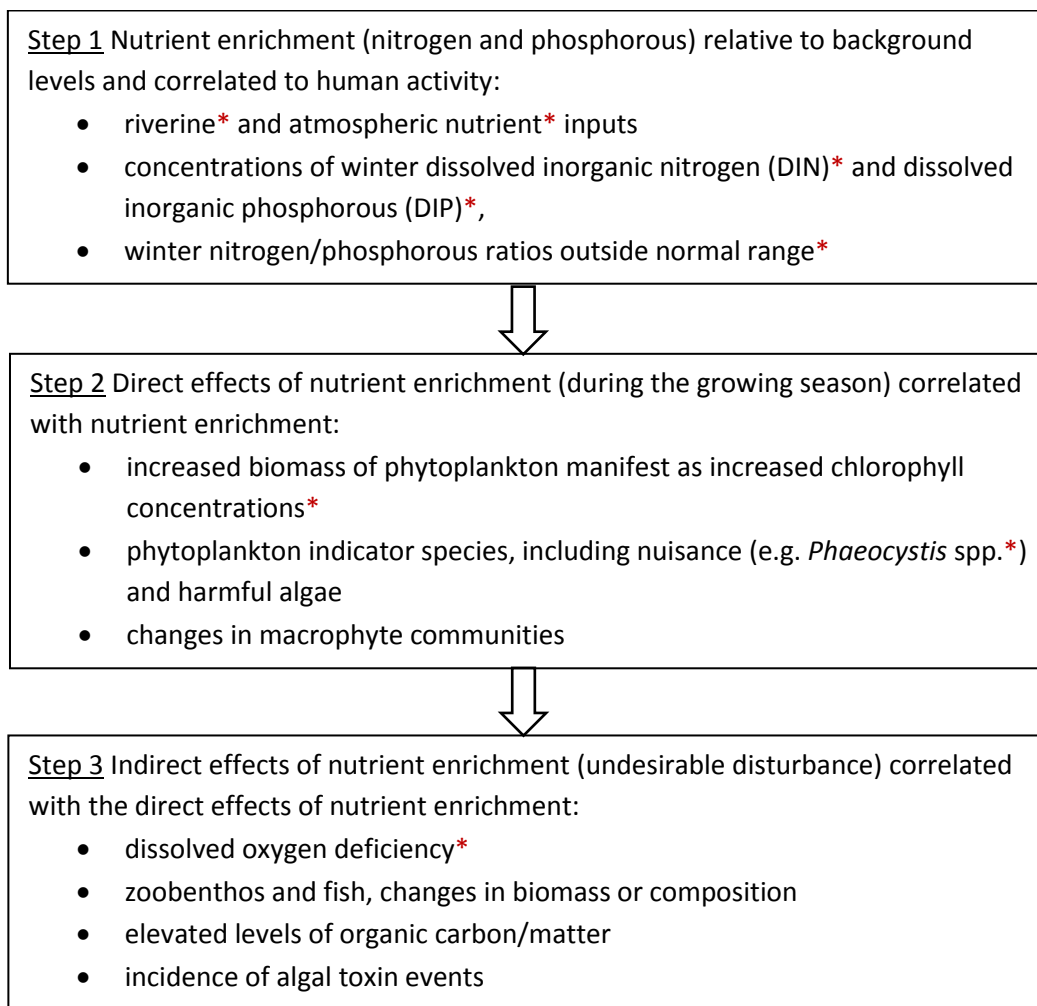 Step 1 Nutrient enrichment (nitrogen and phosphorous) relative to background
levels and correlated to human activity:
• riverine* and atmospheric nutrient* inputs
• concentrations of winter dissolved inorganic nitrogen (DIN)* and dissolved
inorganic phosphorous (DIP)*,
• winter nitrogen/phosphorous ratios outside normal range*
Step 2 Direct effects of nutrient enrichment (during the growing season) correlated
with nutrient enrichment:
• increased biomass of phytoplankton manifest as increased chlorophyll
concentrations*
• phytoplankton indicator species, including nuisance (e.g. Phaeocystis spp.*)
and harmful algae
• changes in macrophyte communities
Step 3 Indirect effects of nutrient enrichment (undesirable disturbance) correlated
with the direct effects of nutrient enrichment:
• dissolved oxygen deficiency*
• zoobenthos and fish, changes in biomass or composition
• elevated levels of organic carbon/matter
• incidence of algal toxin events